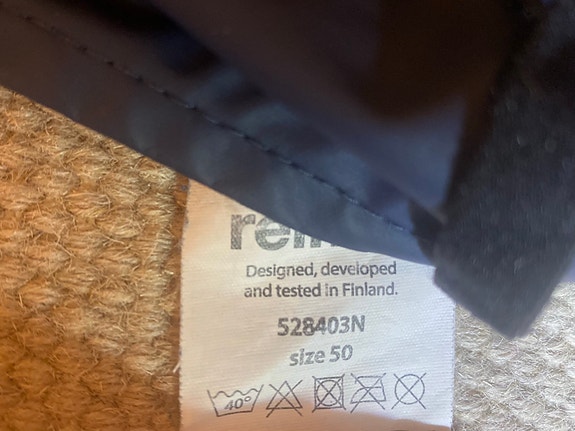 Designed, developed
and tested in Finland.
528403N
size 50
40°